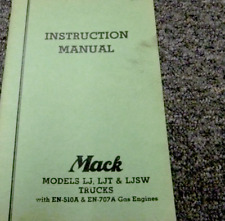 INSTRUCTION
MANUAL
Mack
MODELS LJ, LJT & LJSW
TRUCKS
with EN-510A & EN-707A Gas Engines